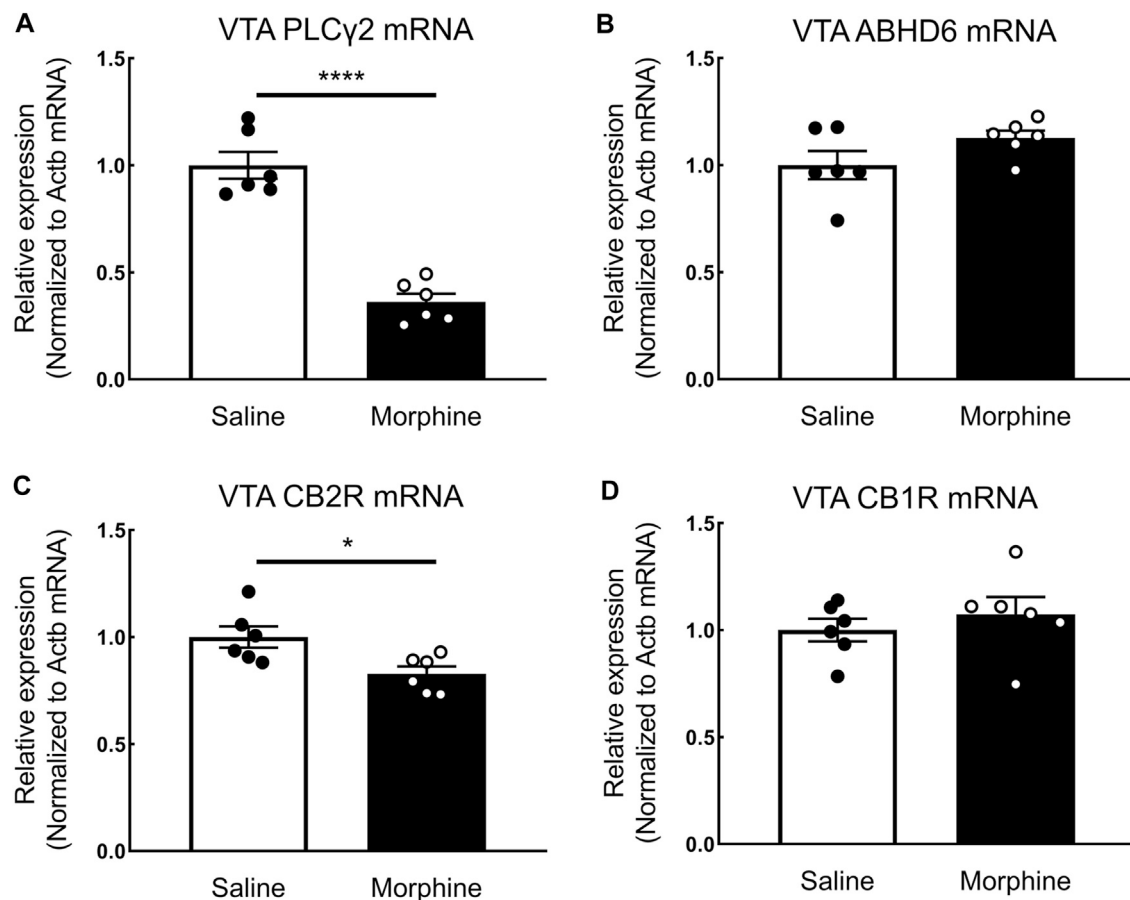 A
VTA PLCγ2 mRNA
Relative expression
(Normalized to Actb mRNA)
1.5
1.0
0.5
0.0
****
Saline
Morphine
B
VTA ABHD6 mRNA
Relative expression
(Normalized to Actb mRNA)
1.5
1.0
0.5
0.0
Saline
Morphine
C
VTA CB2R mRNA
Relative expression
(Normalized to Actb mRNA)
1.5
1.0
0.5
0.0
*
Saline
Morphine
D
VTA CB1R mRNA
Relative expression
(Normalized to Actb mRNA)
1.5
1.0
0.5
0.0
Saline
Morphine